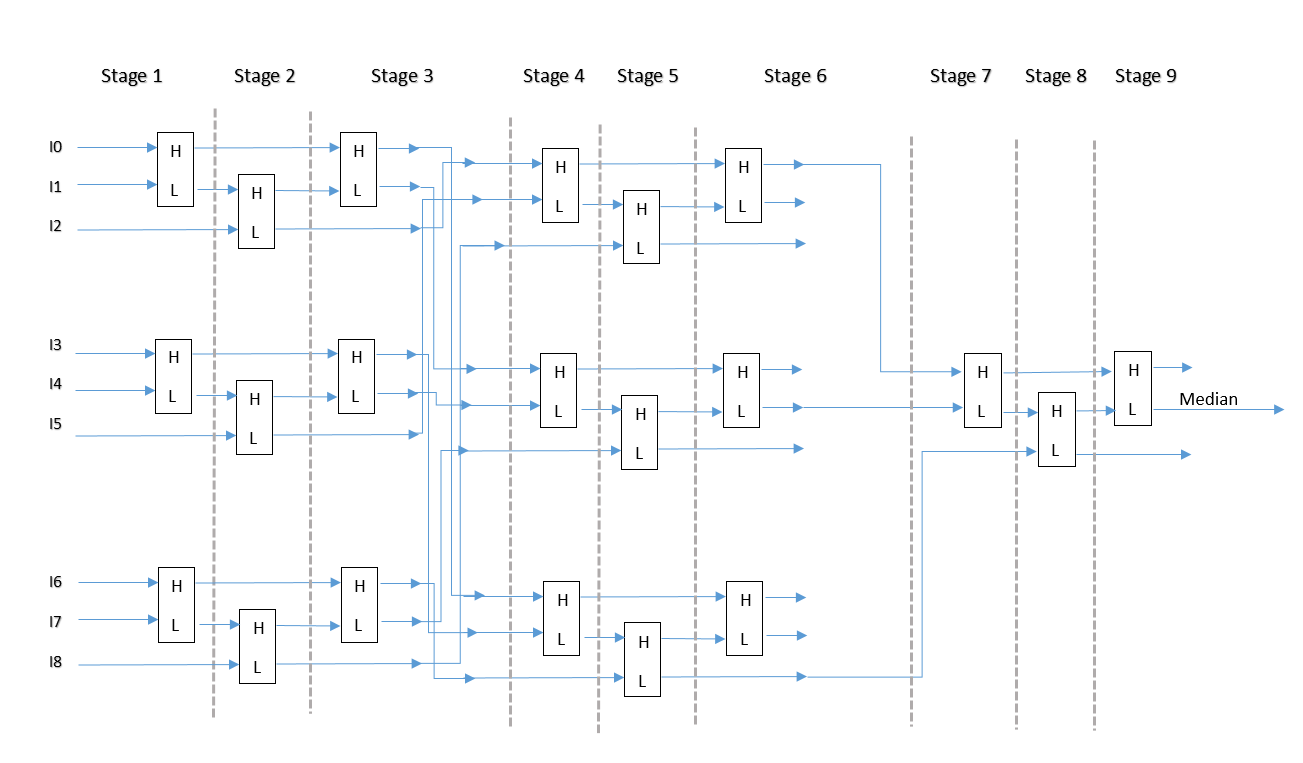 Stage 1 Stage 2 Stage 3 Stage 4 Stage 5 Stage 6 Stage 7 Stage 8 Stage 9
I0 H H
I1 L H L
I2 L
H H
L H L
L
I3 H H
I4 L H L
I5 L
H H
L H L
L
H H
L H L Median
L
I6 H H
I7 L H L
I8 L
H H
L H L
L